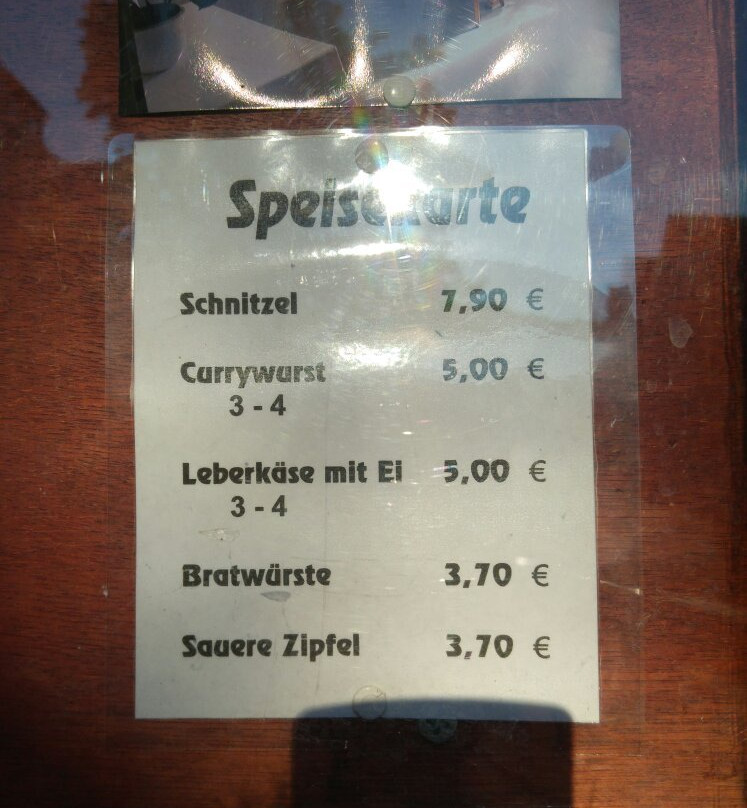 Speisekarte
Schnitzel 7,90 €
Currywurst 5,00 €
3 - 4
Leberkäse mit Ei 5,00 €
3 - 4
Bratwürste 3,70 €
Sauere Zipfel 3,70 €